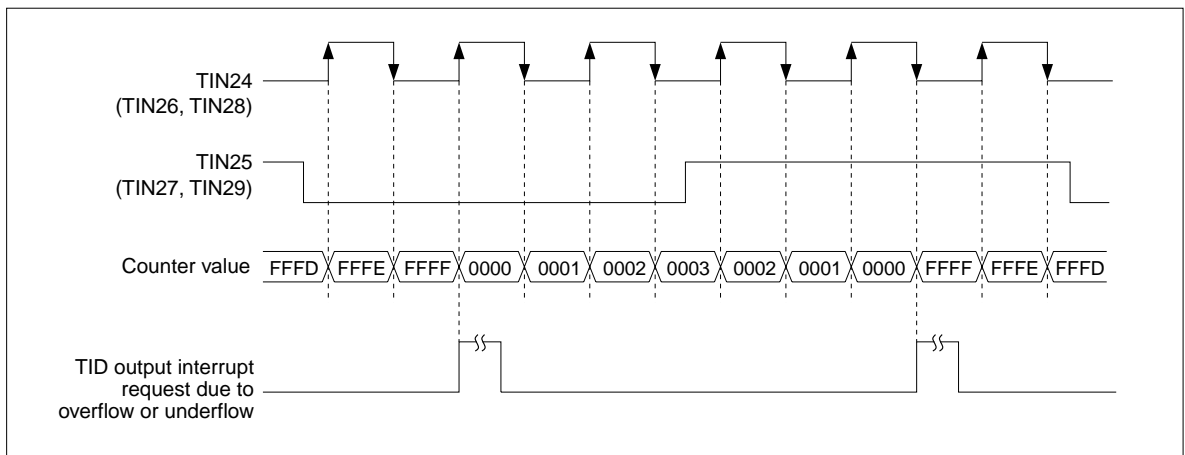 TIN24
(TIN26, TIN28)
TIN25
(TIN27, TIN29)
Counter value FFFD FFFE FFFF 0000 0001 0002 0003 0002 0001 0000 FFFF FFFE FFFD
TID output interrupt
request due to
overflow or underflow